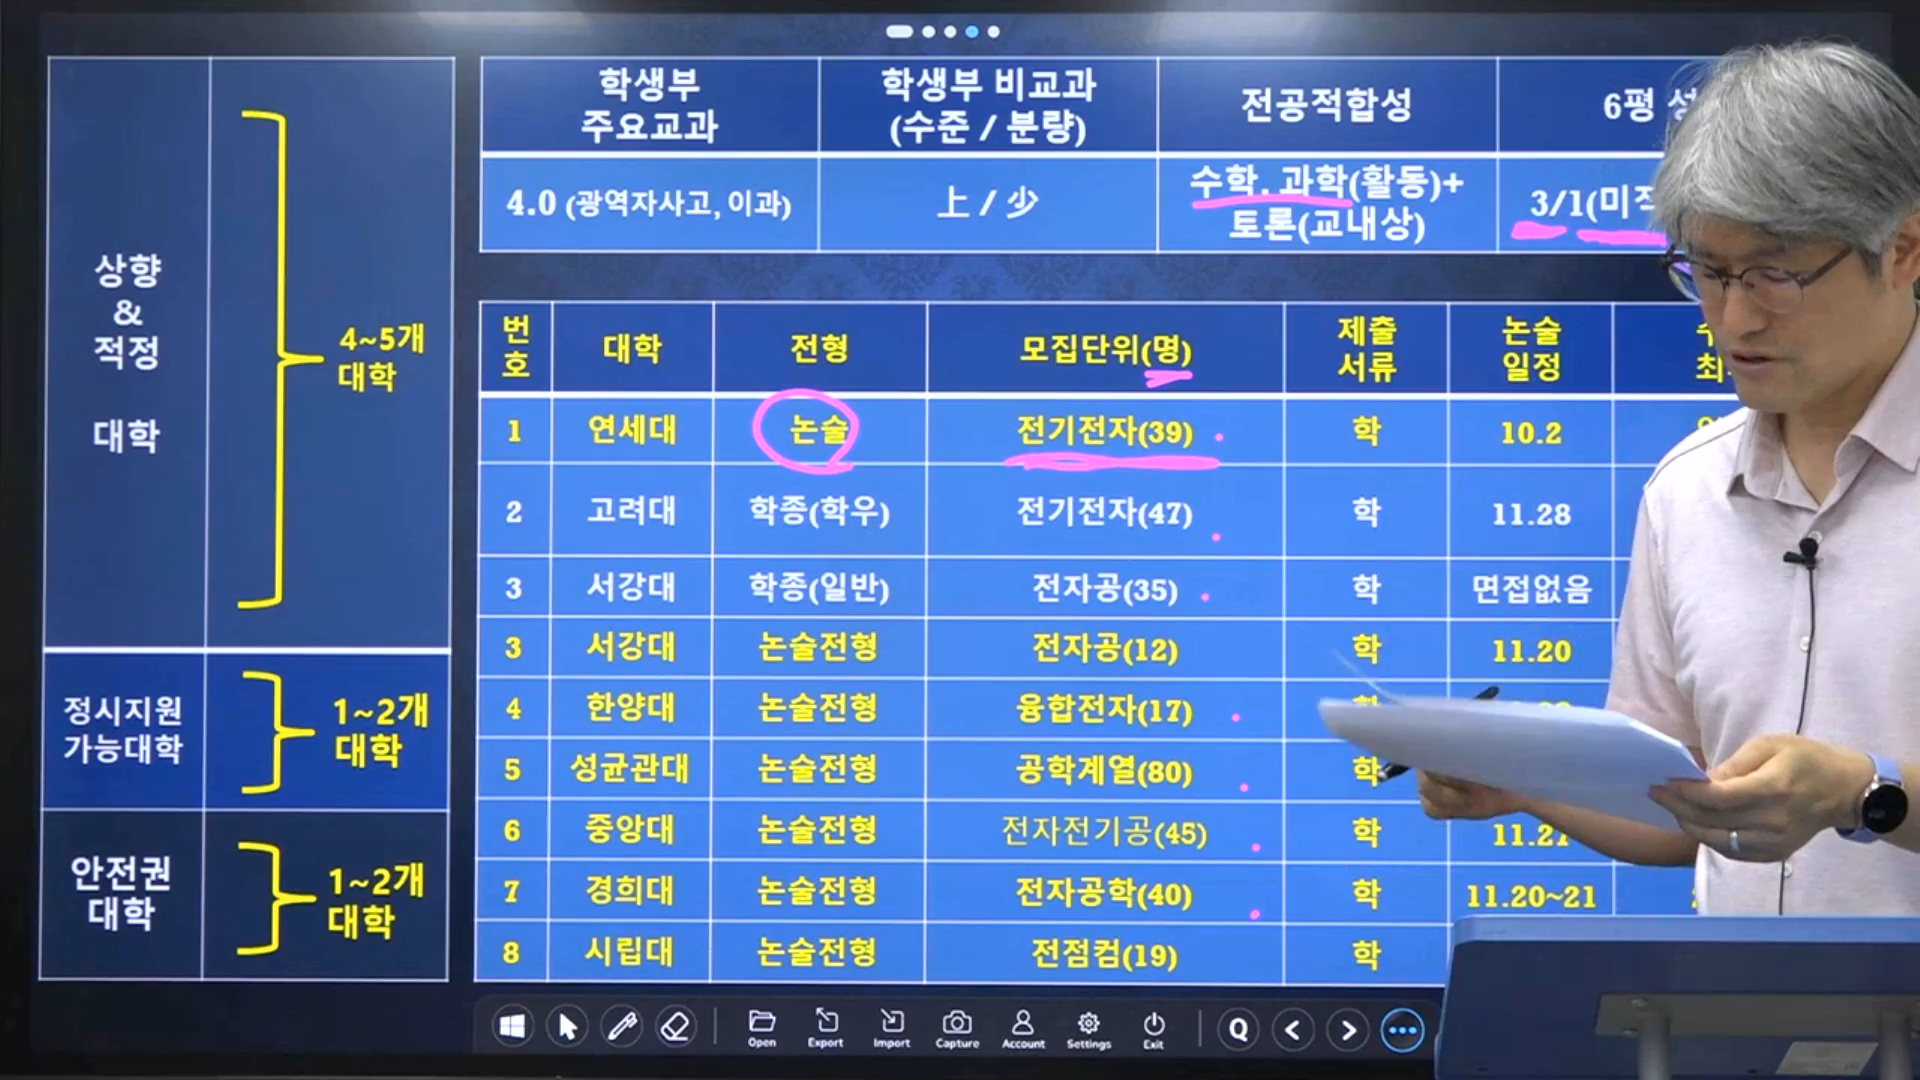 상향
&
적정
대학
4~5개
대학
정시지원
가능대학
1~2개
대학
안전권
대학
1~2개
대학
학생부
주요교과
학생부 비교과
(수준 / 분량)
전공적합성
6평
4.0 (광역자사고, 이과)
上 / 少
수학, 과학(활동)+
토론(교내상)
3/1(미적
번호
대학
전형
모집단위(명)
제출
서류
논술
일정
1 연세대 논술 전기전자(39) 학 10.2
2 고려대 학종(학우) 전기전자(47) 학 11.28
3 서강대 학종(일반) 전자공(35) 학 면접없음
3 서강대 논술전형 전자공(12) 학 11.20
4 한양대 논술전형 융합전자(17) 학
5 성균관대 논술전형 공학계열(80) 학
6 중앙대 논술전형 전자전기공(45) 학 11.21
7 경희대 논술전형 전자공학(40) 학 11.20~21
8 시립대 논술전형 전점컴(19) 학
Open Export Import Capture Account Settings Exit